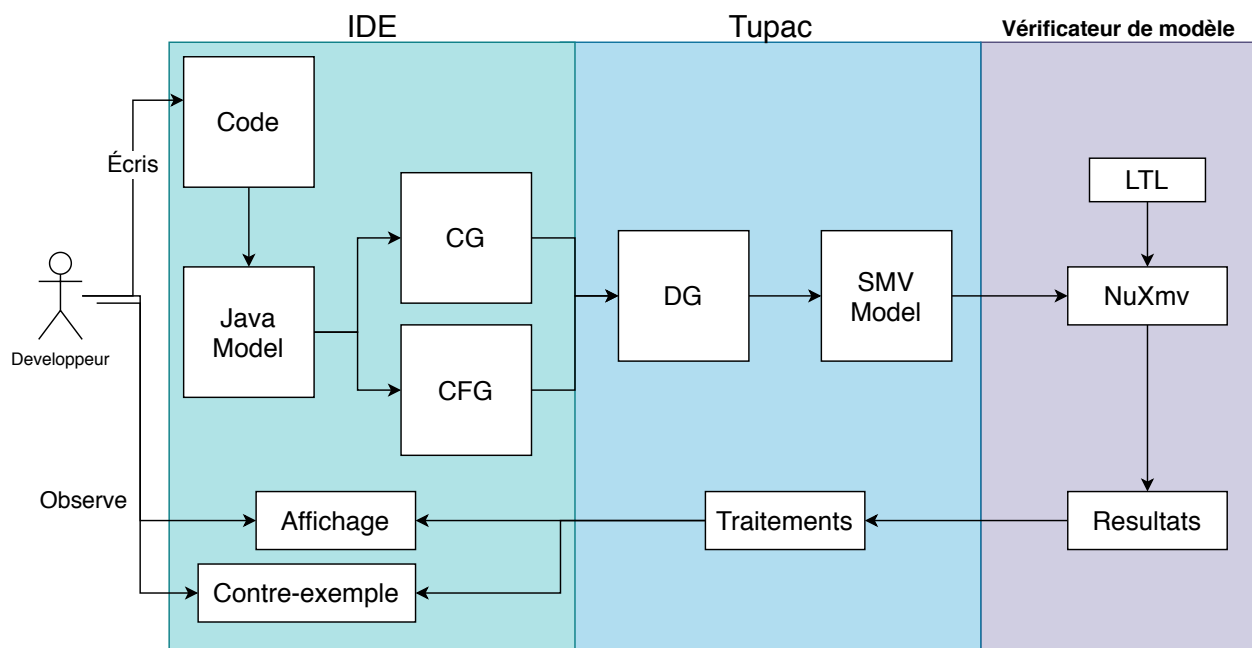 IDE
Tupac
Vérificateur de modèle
Code
Écris
LTL
CG
Java
Model
DG
SMV
Model
NuXmv
Developpeur
CFG
Observe
Affichage
Traitements
Resultats
Contre-exemple